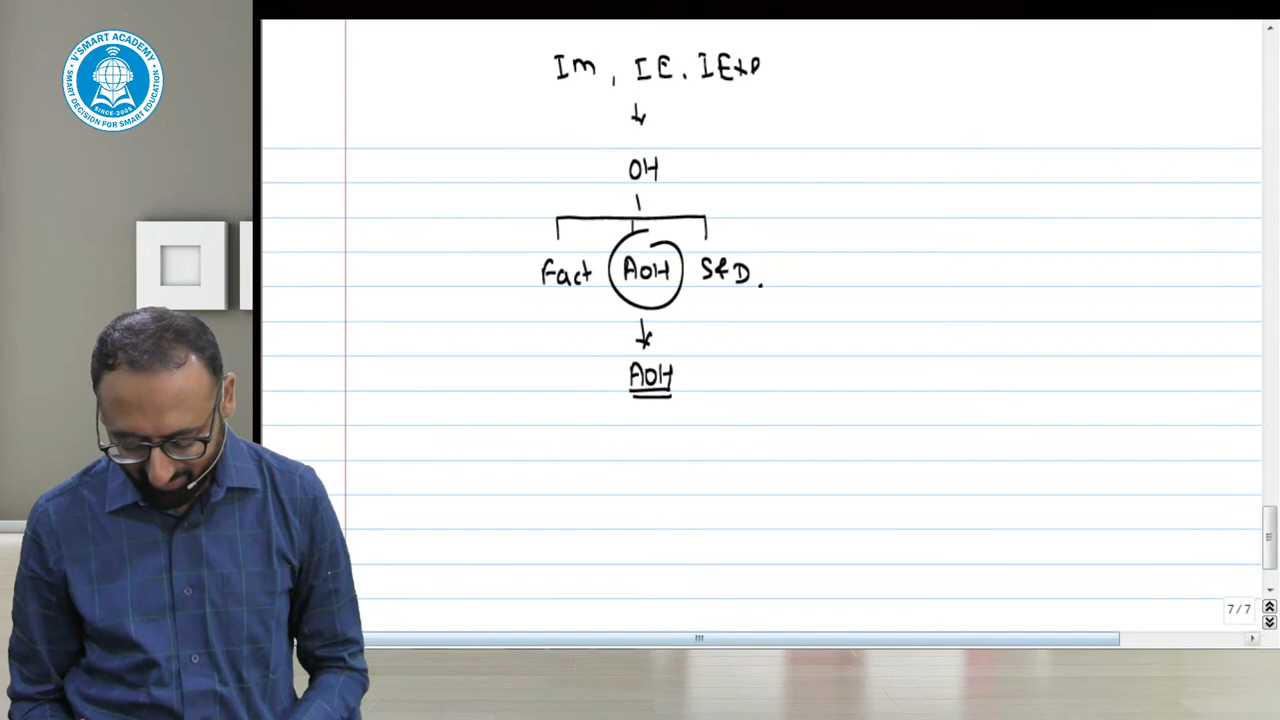 V'SMART ACADEMY
SMART DECISION FOR SMART EDUCATION
SINCE-2005
Im, IE. IExp
OH
Fact AOH S&D.
AOH
7/7